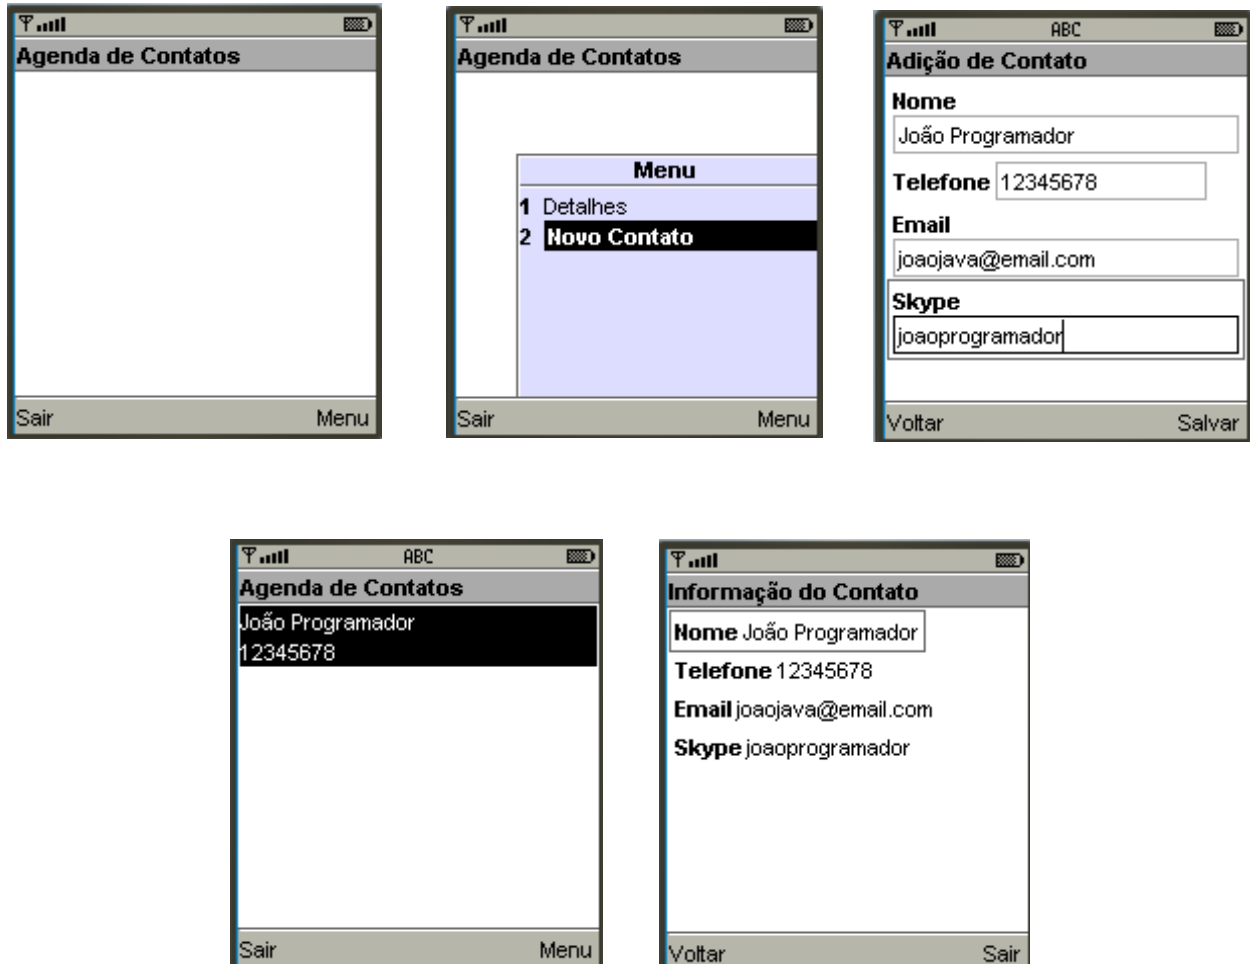 Agenda de Contatos
Sair Menu
Agenda de Contatos
Menu
1 Detalhes
2 Novo Contato
Sair Menu
ABC
Adição de Contato
Nome
João Programador
Telefone 12345678
Email
joaojava@email.com
Skype
joaoprogramador
Voltar Salvar
ABC
Agenda de Contatos
João Programador
12345678
Sair Menu
Informação do Contato
Nome João Programador
Telefone 12345678
Email joaojava@email.com
Skype joaoprogramador
Voltar Sair